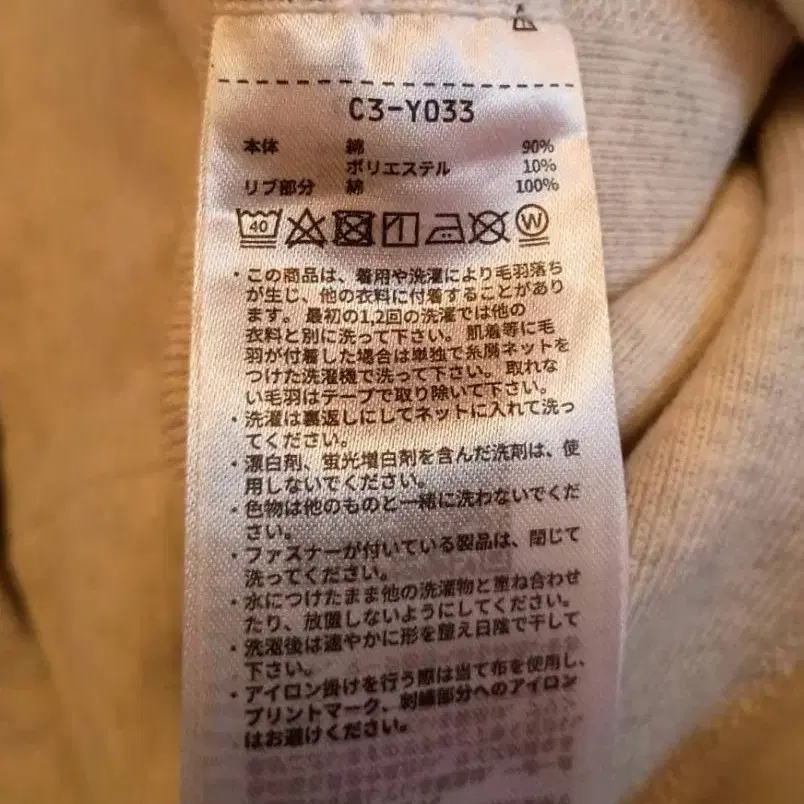 C3-Y033
本体 綿 90%
ポリエステル 10%
リブ部分 綿 100%
40
W
・この商品は、着用や洗濯により毛羽落ち
が生じ、他の衣料に付着することがあり
ます。最初の1,2回の洗濯では他の
衣料と別に洗って下さい。肌着等に毛
羽が付着した場合は単独で糸屑ネットを
つけた洗濯機で洗って下さい。取れな
い毛羽はテープで取り除いて下さい。
・洗濯は裏返しにしてネットに入れて洗っ
てください。
・漂白剤、蛍光増白剤を含んだ洗剤は、使
用しないでください。
・色物は他のものと一緒に洗わないでくだ
さい。
・ファスナーが付いている製品は、閉じて
洗ってください。
・水につけたまま他の洗濯物と重ね合わせ
たり、放置しないようにしてください。
・洗濯後は速やかに形を整え日陰で干して
下さい。
・アイロン掛けを行う際は当て布を使用し、
プリントマーク、刺繍部分へのアイロン
はお避けください。